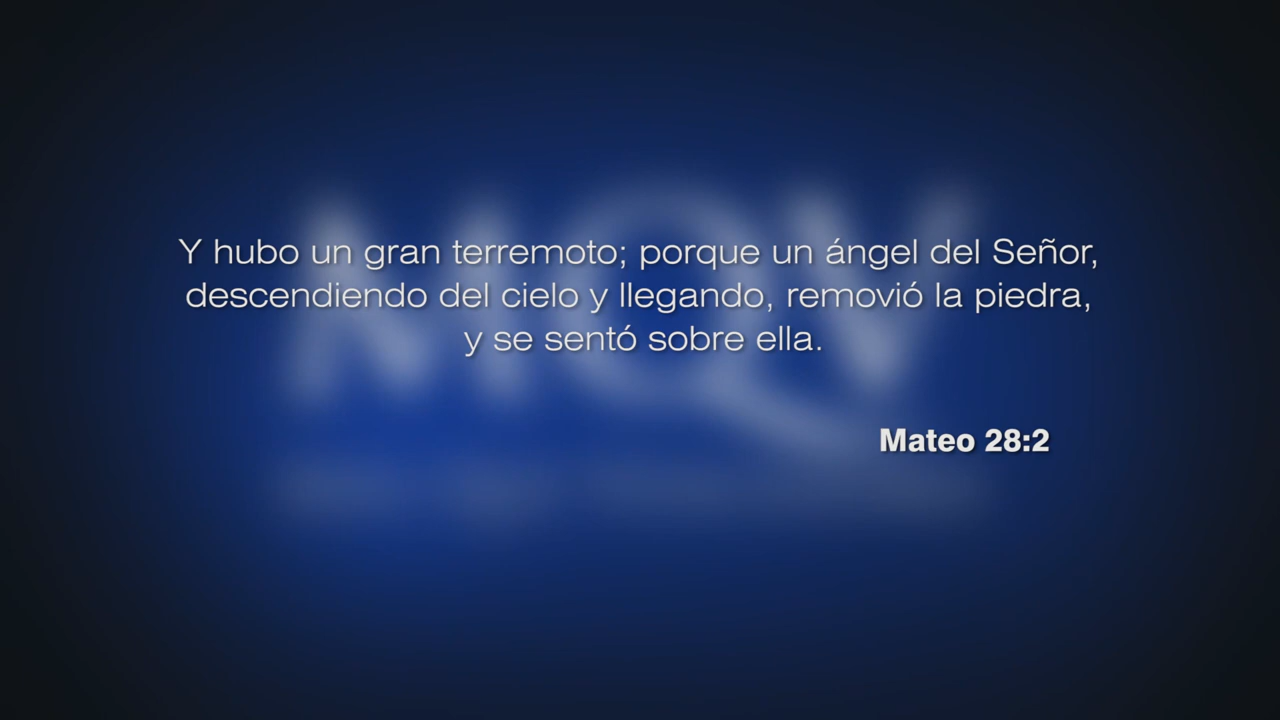 Y hubo un gran terremoto; porque un ángel del Señor,
descendiendo del cielo y llegando, removió la piedra,
y se sentó sobre ella.
Mateo 28:2
MQV